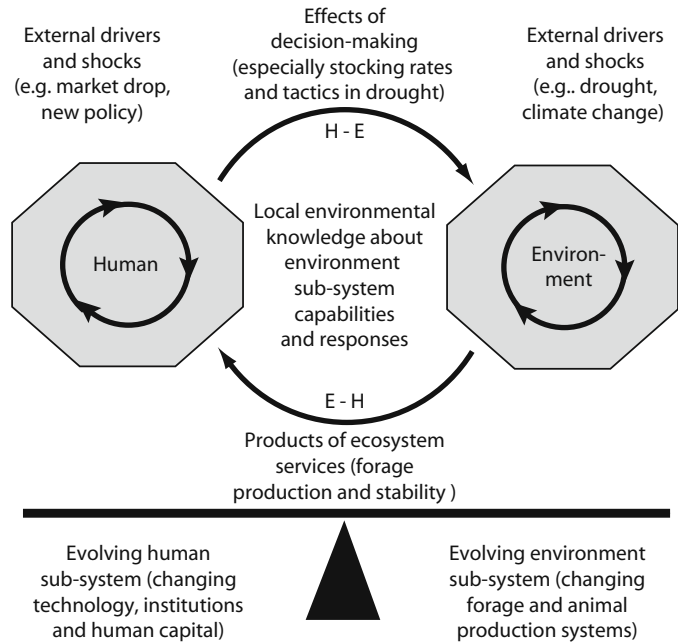 External drivers
and shocks
(e.g. market drop,
new policy)
Effects of
decision-making
(especially stocking rates
and tactics in drought)
H - E
External drivers
and shocks
(e.g.. drought,
climate change)
Human
Local environmental
knowledge about
environment
sub-system
capabilities
and responses
Environ-
ment
E - H
Products of ecosystem
services (forage
production and stability )
Evolving human
sub-system (changing
technology, institutions
and human capital)
Evolving environment
sub-system (changing
forage and animal
production systems)